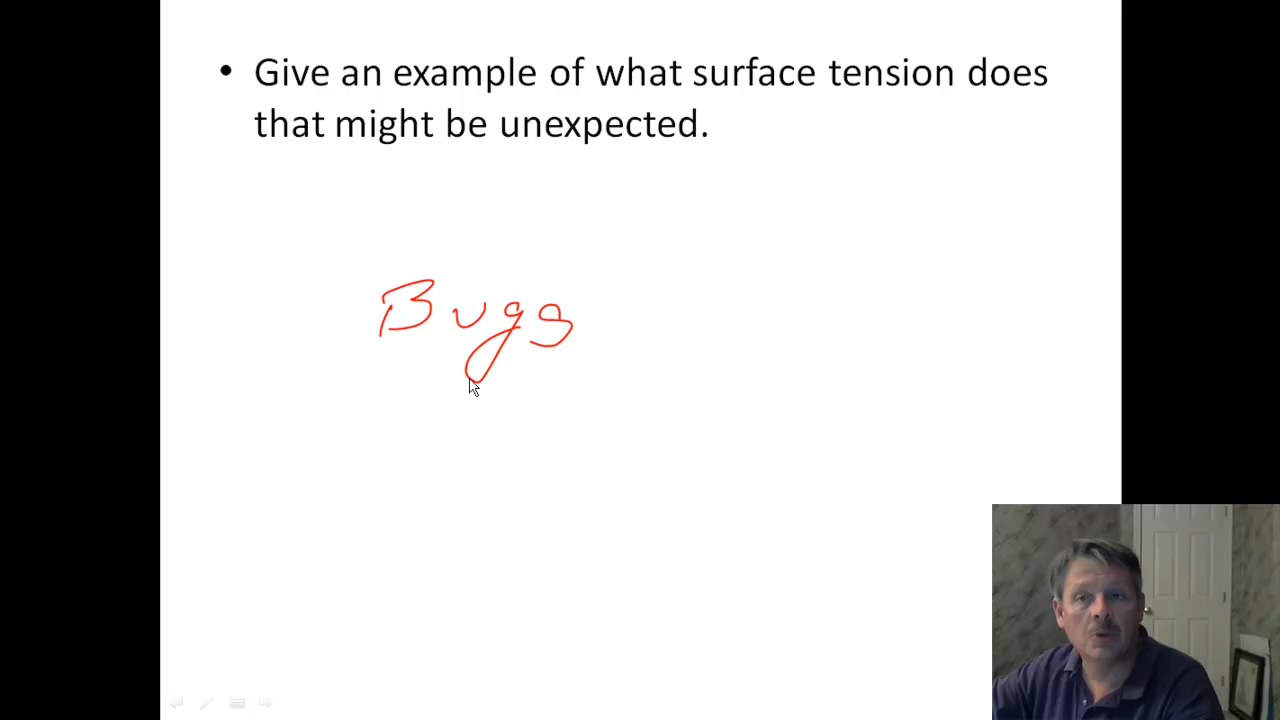 • Give an example of what surface tension does
that might be unexpected.
Bugs